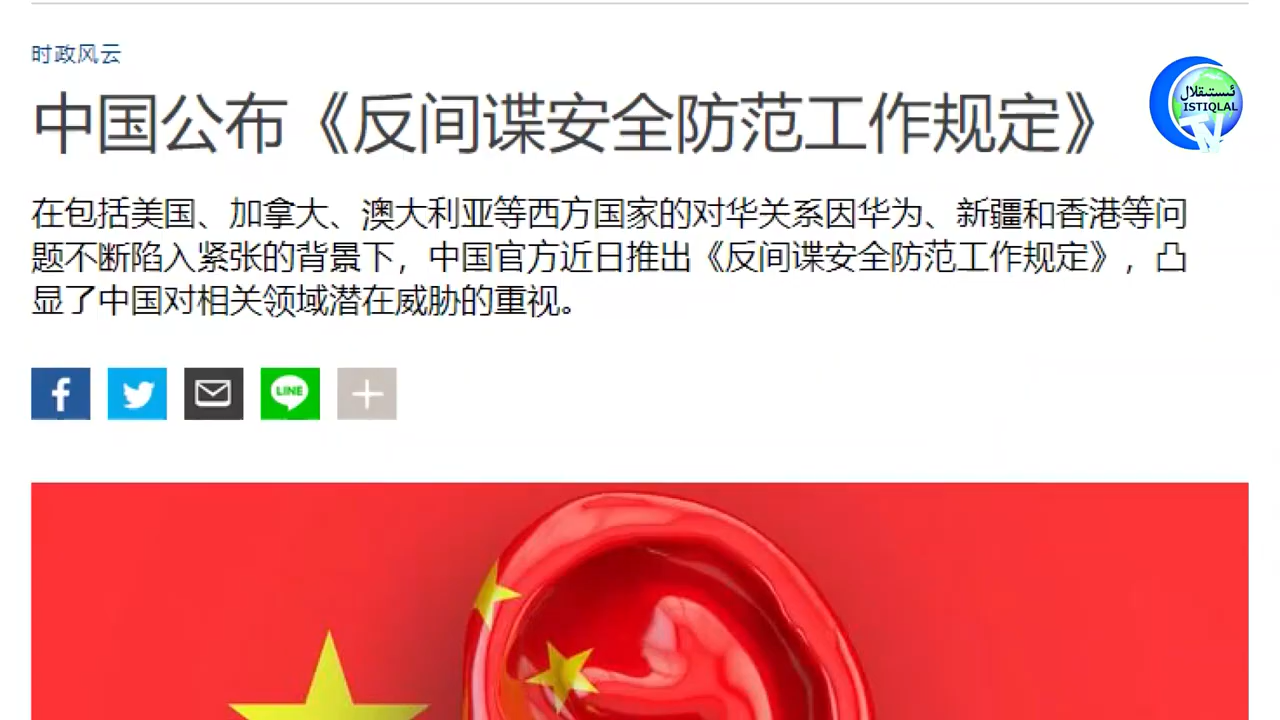 时政风云
中国公布《反间谍安全防范工作规定》
ئىستىقلال
ISTIQLAL
TV
在包括美国、加拿大、澳大利亚等西方国家的对华关系因华为、新疆和香港等问
题不断陷入紧张的背景下，中国官方近日推出《反间谍安全防范工作规定》，凸
显了中国对相关领域潜在威胁的重视。
LINE